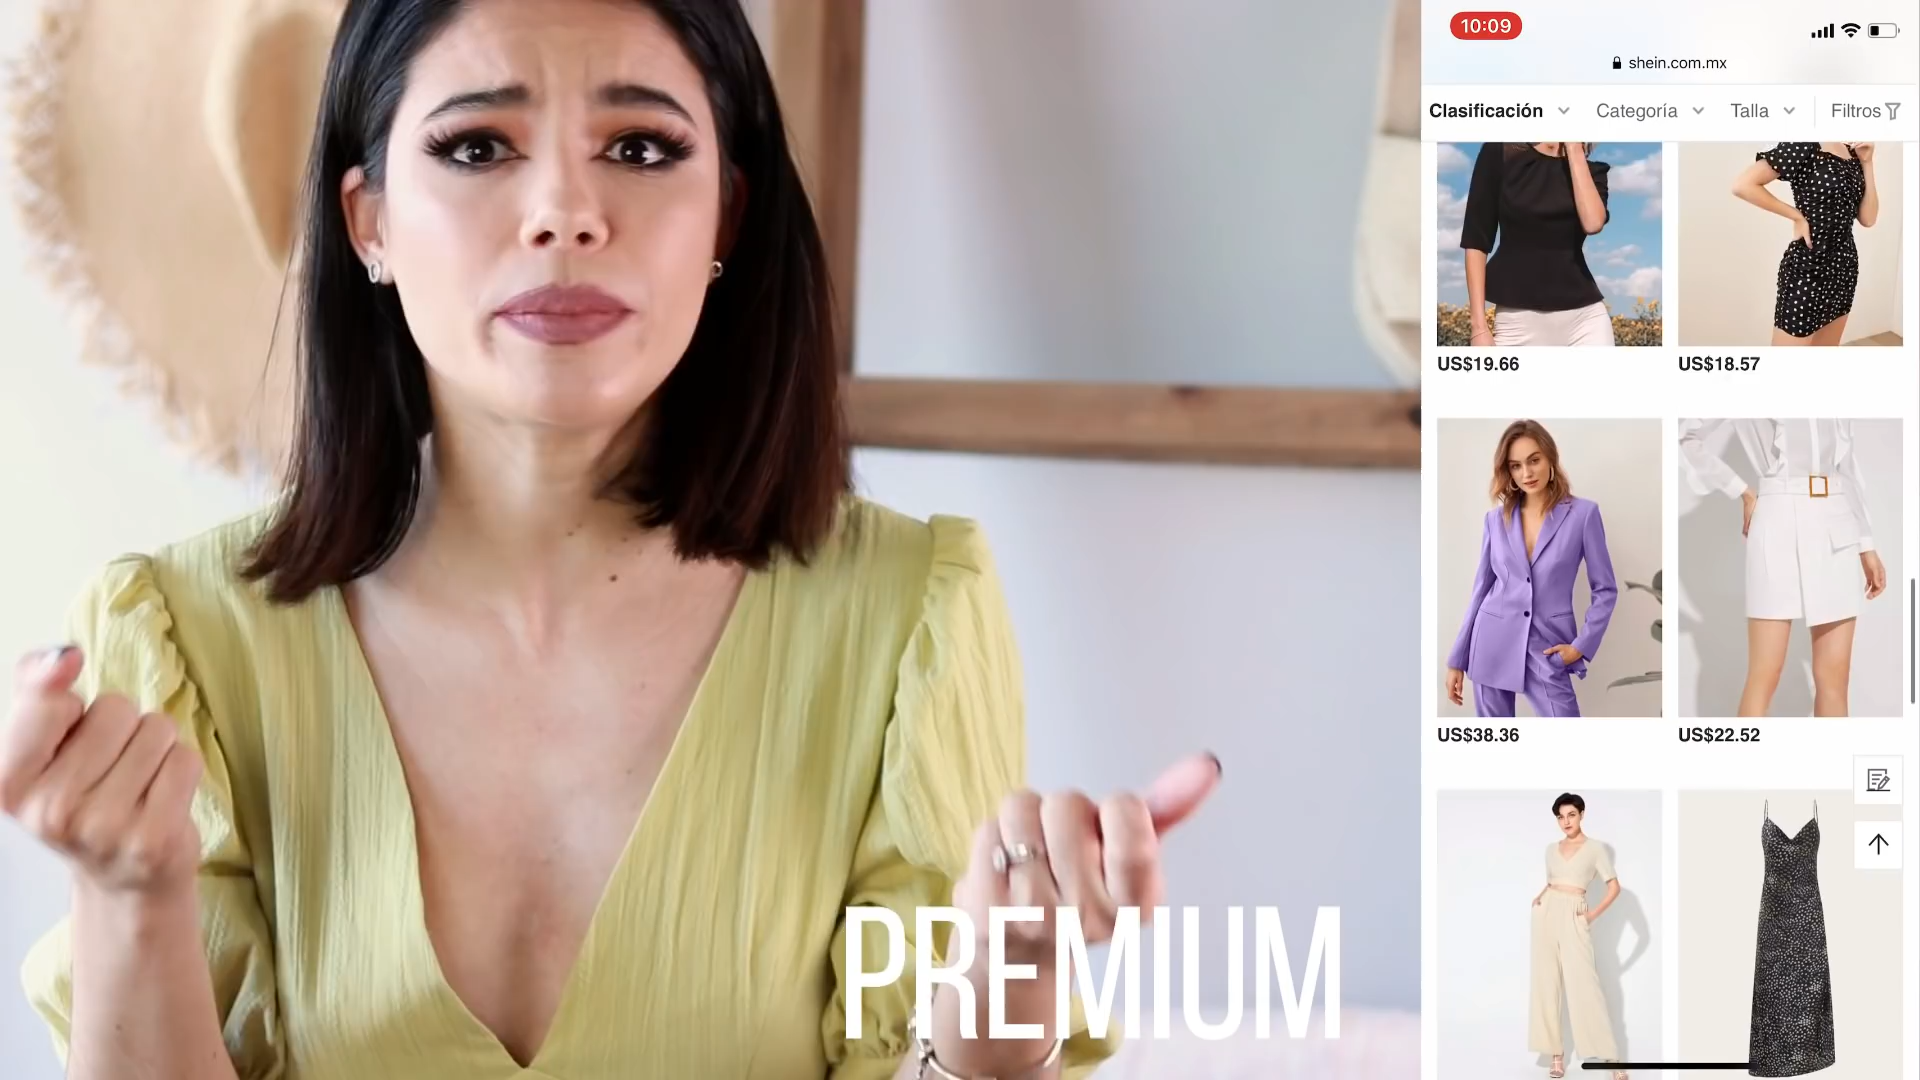 10:09
shein.com.mx
Clasificación Categoría Talla Filtros
US$19.66 US$18.57
US$38.36 US$22.52
PREMIUM